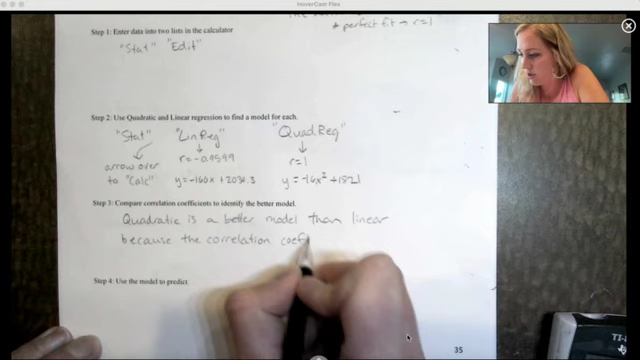 HoverCam Flex
* perfect fit → r=1
Step 1: Enter data into two lists in the calculator
"Stat" "Edit"
Step 2: Use Quadratic and Linear regression to find a model for each.
"Stat" "LinReg" "QuadReg"
arrow over
to "Calc"
r=-0.9599
r=1
y=-160x+2034.3
Step 3: Compare correlation coefficients to identify the better model.
Quadratic is a better model than linear
because the correlation coeff
Step 4: Use the model to predict.
35
TI-